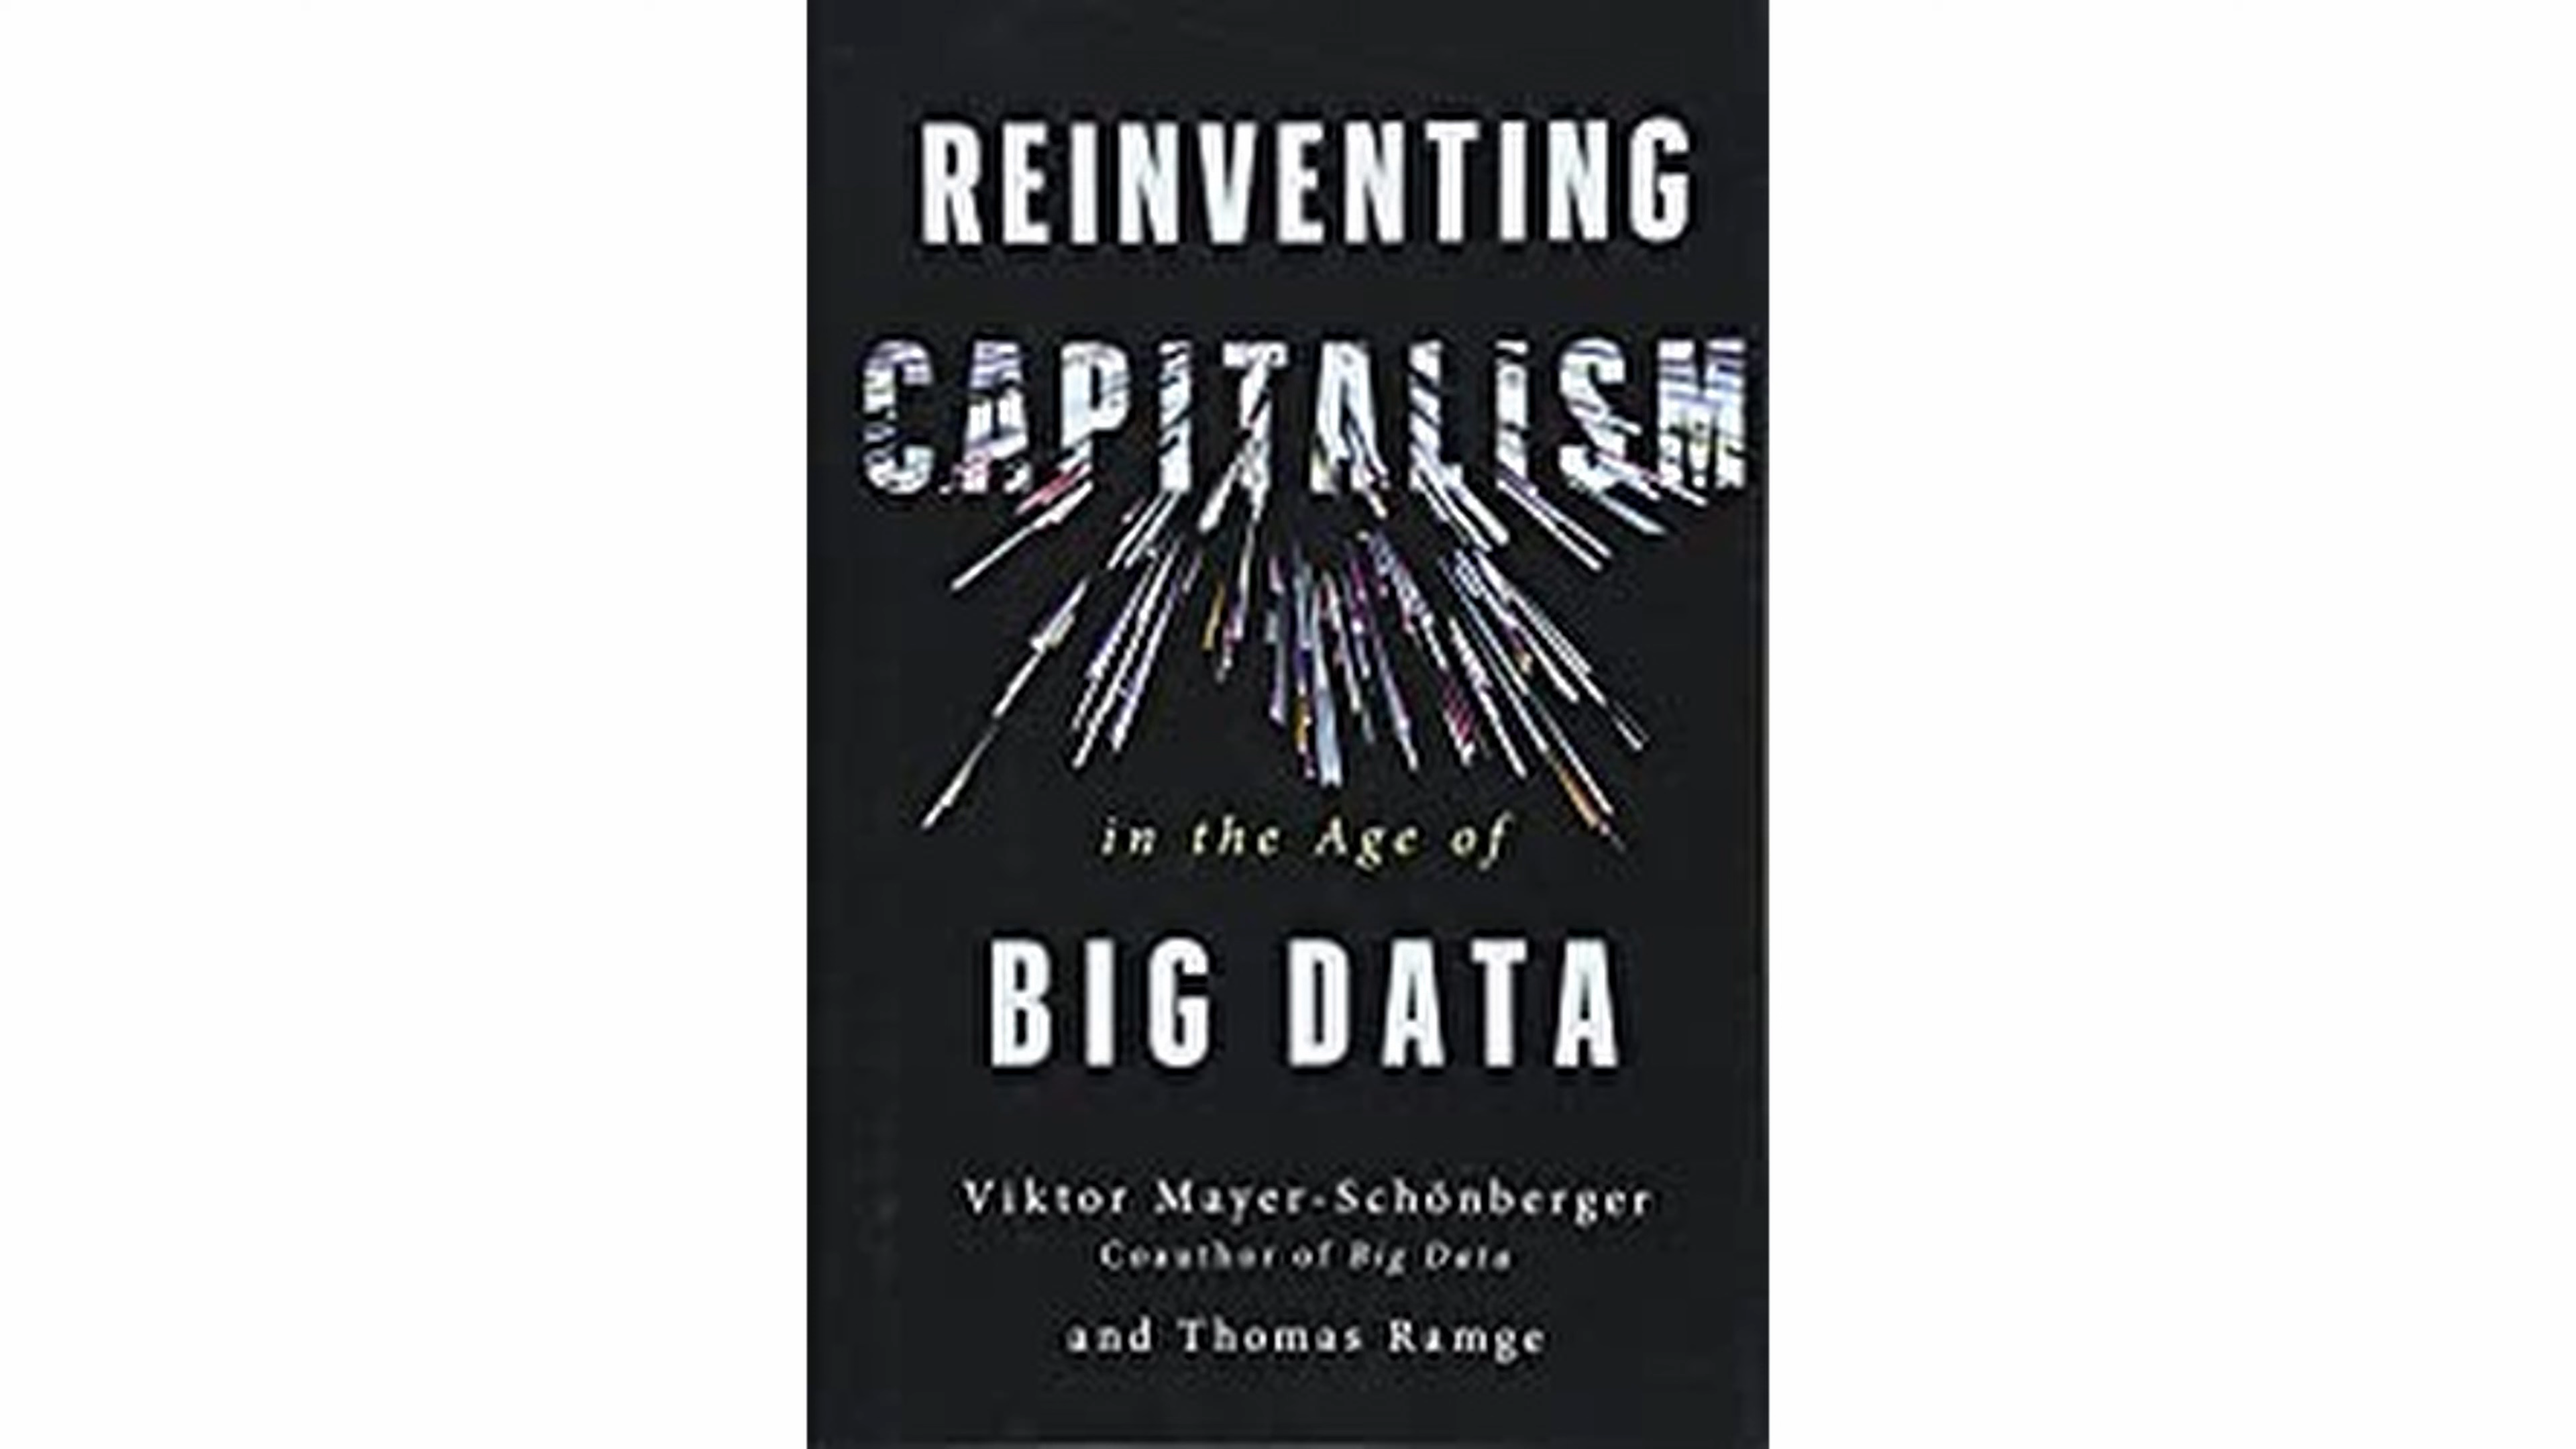 REINVENTING
CAPITALISM
in the Age of
BIG DATA
Viktor Mayer-Schönberger
Coauthor of Big Data
and Thomas Ramge